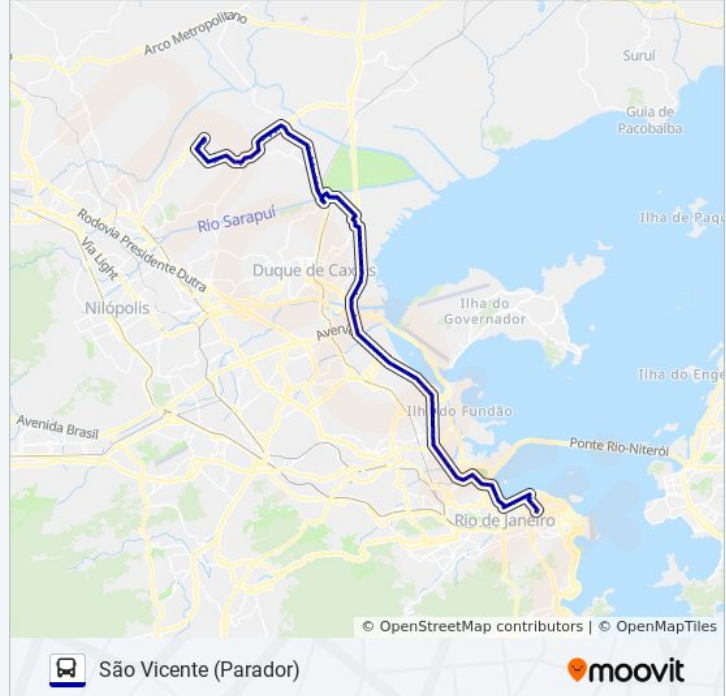 Arco Metropolitano
Suruí
Guia de
Pacobaíba
Rio Sarapuí
Ilha de Paqu
Rodovia Presidente Dutra
Via Light
Duque de Caxias
Nilópolis
Ilha do
Governador
Aven
Ilha do Enge
Ilha do Fundão
Avenida Brasil
Ponte Rio-Niterói
Rio de Janeiro
© OpenStreetMap contributors | © OpenMapTiles
São Vicente (Parador)
moovit